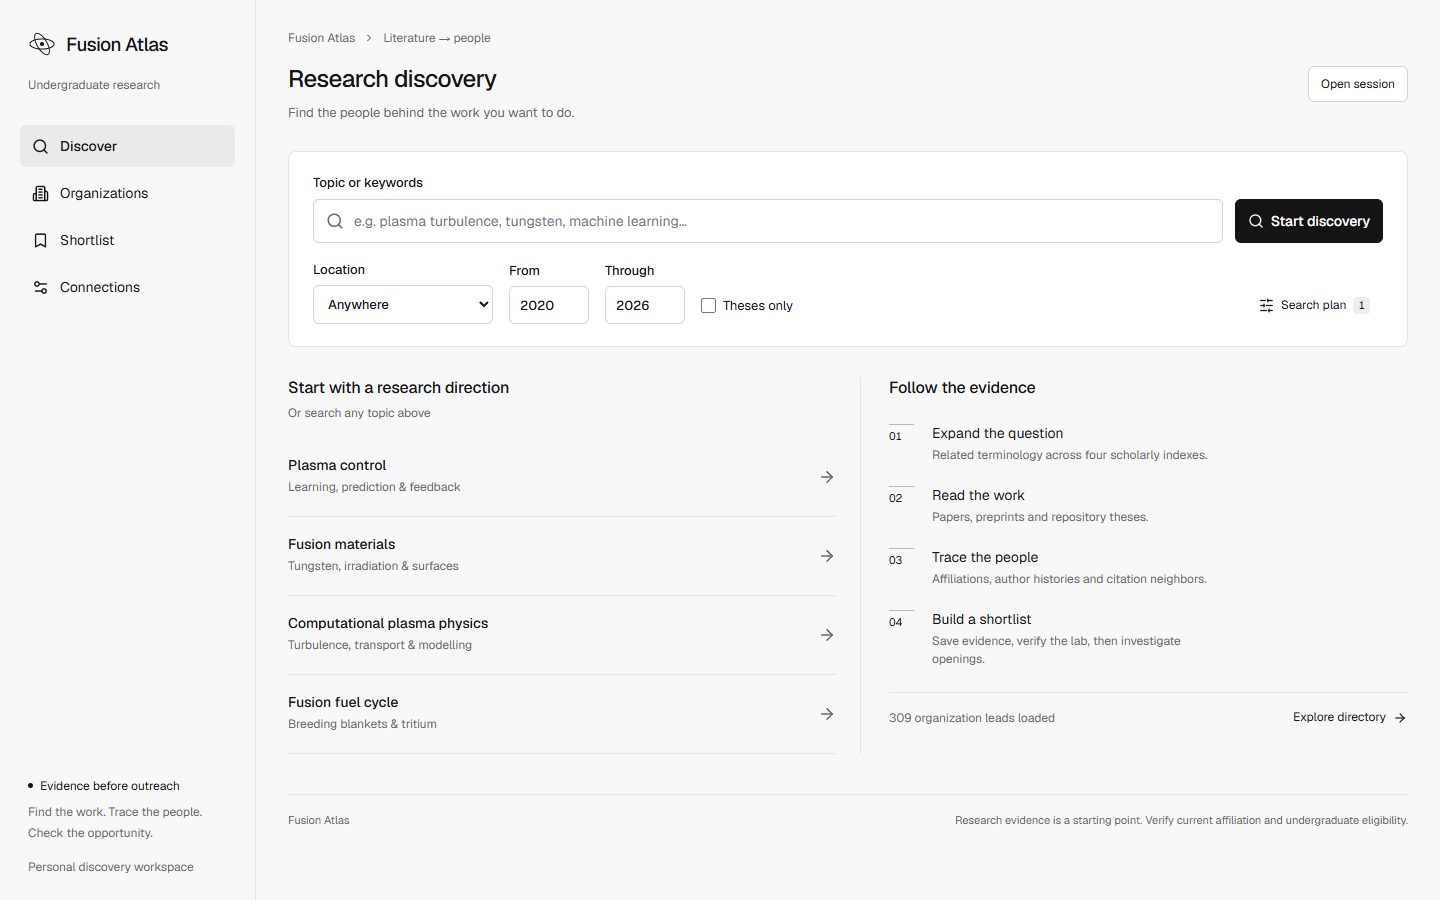 Fusion Atlas
Undergraduate research
Discover
Organizations
Shortlist
Connections
Evidence before outreach
Find the work. Trace the people.
Check the opportunity.
Personal discovery workspace
Fusion Atlas > Literature → people
Research discovery
Find the people behind the work you want to do.
Open session
Topic or keywords
e.g. plasma turbulence, tungsten, machine learning...
Start discovery
Location
From
Through
Anywhere
2020
2026
Theses only
Search plan 1
Start with a research direction
Or search any topic above
Plasma control
Learning, prediction & feedback
Fusion materials
Tungsten, irradiation & surfaces
Computational plasma physics
Turbulence, transport & modelling
Fusion fuel cycle
Breeding blankets & tritium
Follow the evidence
01 Expand the question
Related terminology across four scholarly indexes.
02 Read the work
Papers, preprints and repository theses.
03 Trace the people
Affiliations, author histories and citation neighbors.
04 Build a shortlist
Save evidence, verify the lab, then investigate
openings.
309 organization leads loaded
Explore directory →
Fusion Atlas
Research evidence is a starting point. Verify current affiliation and undergraduate eligibility.